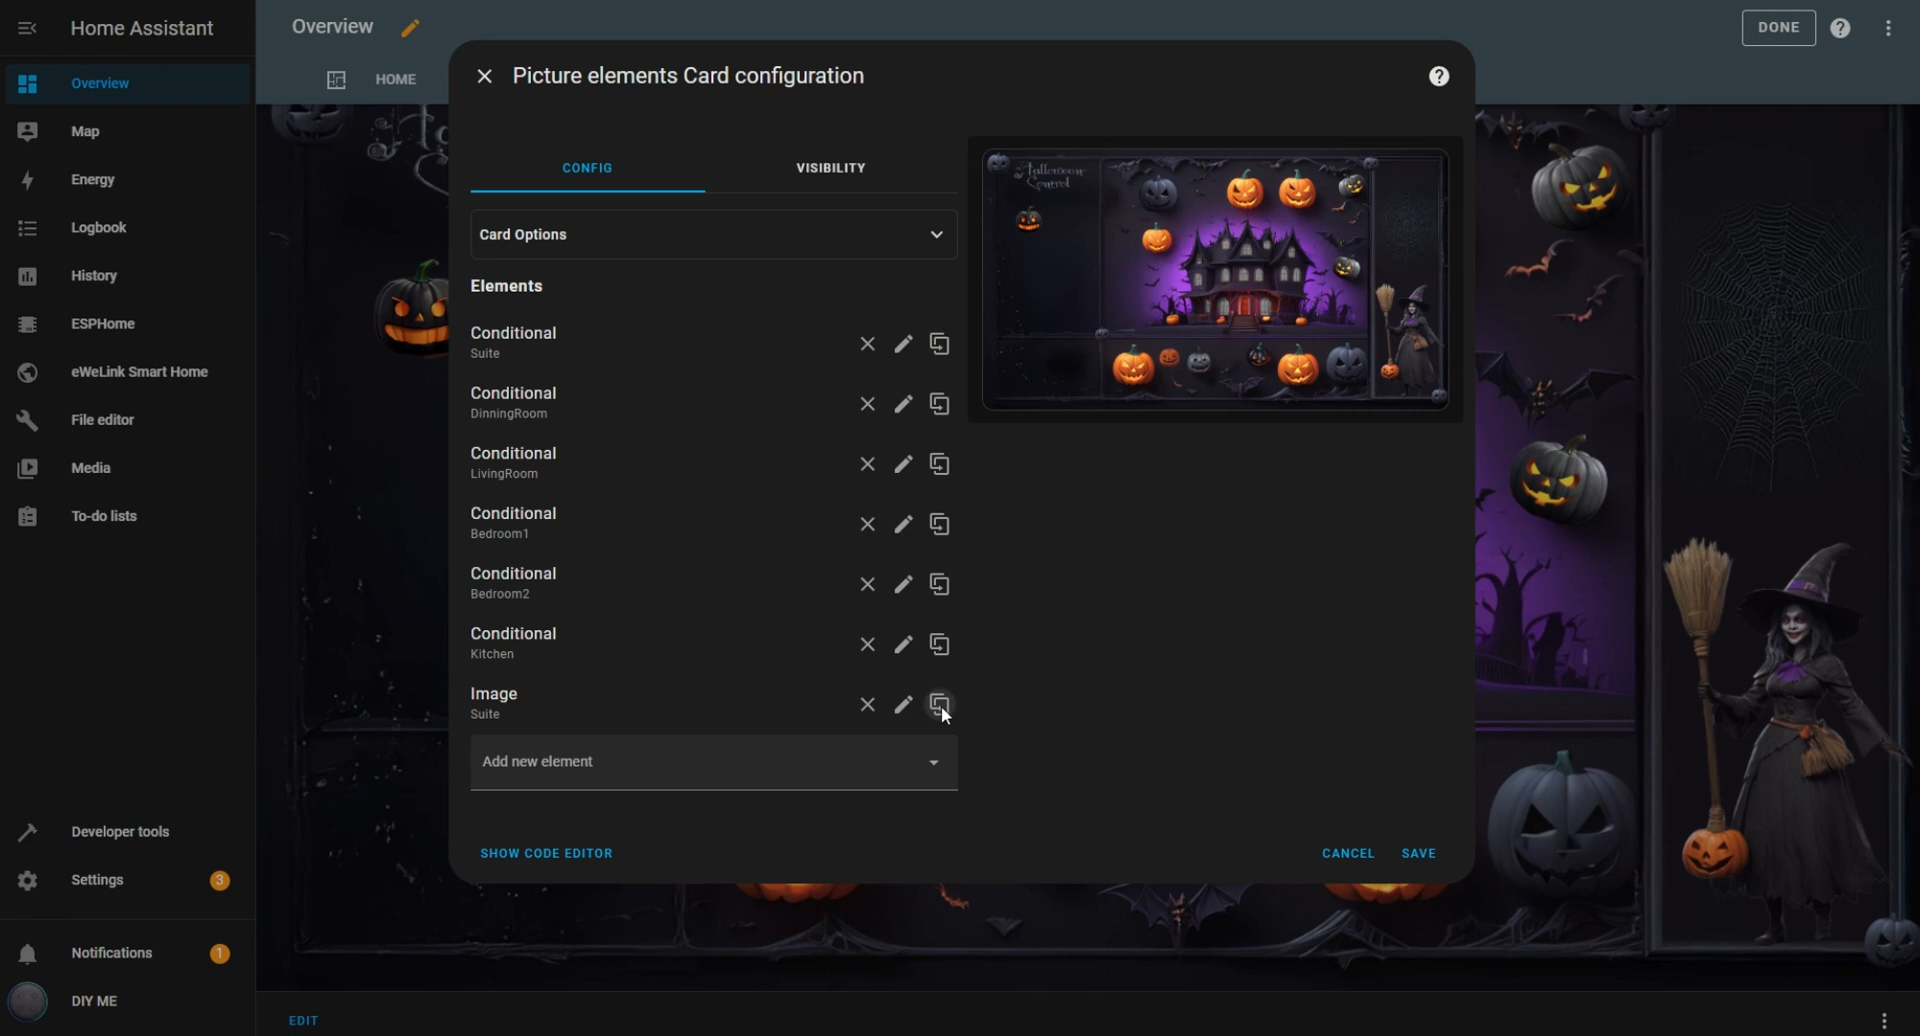 Home Assistant
Overview
DONE
HOME
Overview
Map
Energy
Logbook
History
ESPHome
eWeLink Smart Home
File editor
Media
To-do lists
Developer tools
Settings
3
Notifications
1
DIY ME
Picture elements Card configuration
CONFIG
VISIBILITY
Card Options
Elements
Conditional
Suite
Conditional
DinningRoom
Conditional
LivingRoom
Conditional
Bedroom1
Conditional
Bedroom2
Conditional
Kitchen
Image
Suite
Add new element
SHOW CODE EDITOR
CANCEL
SAVE
Halloween
Control
EDIT